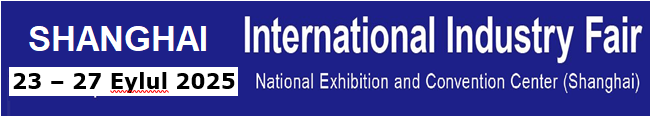 SHANGHAI International Industry Fair
23 – 27 Eylul 2025 National Exhibition and Convention Center (Shanghai)